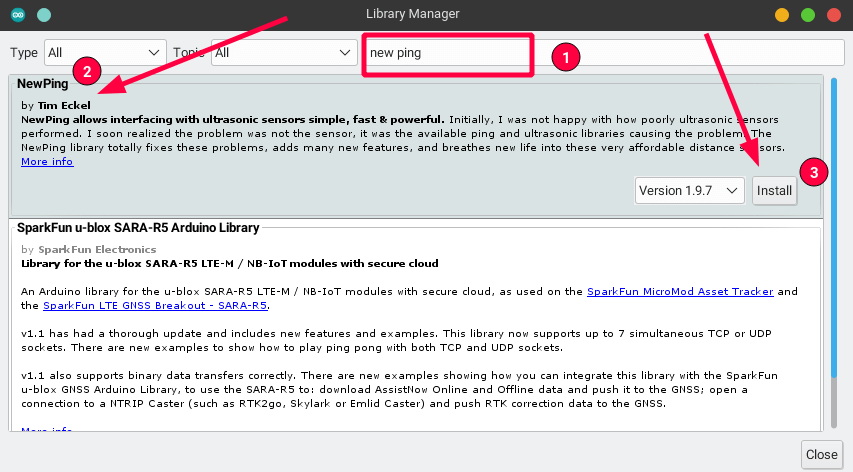 Library Manager
Type All Topic All new ping 1
2
NewPing
by Tim Eckel
NewPing allows interfacing with ultrasonic sensors simple, fast & powerful. Initially, I was not happy with how poorly ultrasonic sensors
performed. I soon realized the problem was not the sensor, it was the available ping and ultrasonic libraries causing the problem. The
NewPing library totally fixes these problems, adds many new features, and breathes new life into these very affordable distance sensors.
More info
3
Version 1.9.7 Install
SparkFun u-blox SARA-R5 Arduino Library
by SparkFun Electronics
Library for the u-blox SARA-R5 LTE-M / NB-IoT modules with secure cloud
An Arduino library for the u-blox SARA-R5 LTE-M / NB-IoT modules with secure cloud, as used on the SparkFun MicroMod Asset Tracker and
the SparkFun LTE GNSS Breakout - SARA-R5.
v1.1 has had a thorough update and includes new features and examples. This library now supports up to 7 simultaneous TCP or UDP
sockets. There are new examples to show how to play ping pong with both TCP and UDP sockets.
v1.1 also supports binary data transfers correctly. There are new examples showing how you can integrate this library with the SparkFun
u-blox GNSS Arduino Library, to use the SARA-R5 to: download AssistNow Online and Offline data and push it to the GNSS; open a
connection to a NTRIP Caster (such as RTK2go, Skylark or Emlid Caster) and push RTK correction data to the GNSS.
More info
Close